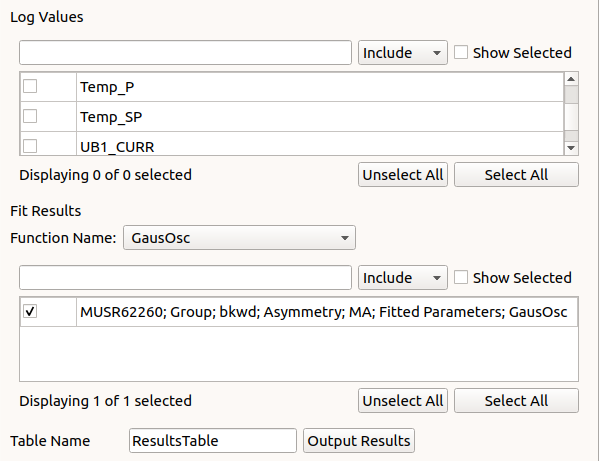 Log Values
Include Show Selected
Temp_P
Temp_SP
UB1_CURR
Displaying 0 of 0 selected Unselect All Select All
Fit Results
Function Name: GausOsc
Include Show Selected
MUSR62260; Group; bkwd; Asymmetry; MA; Fitted Parameters; GausOsc
Displaying 1 of 1 selected Unselect All Select All
Table Name ResultsTable Output Results